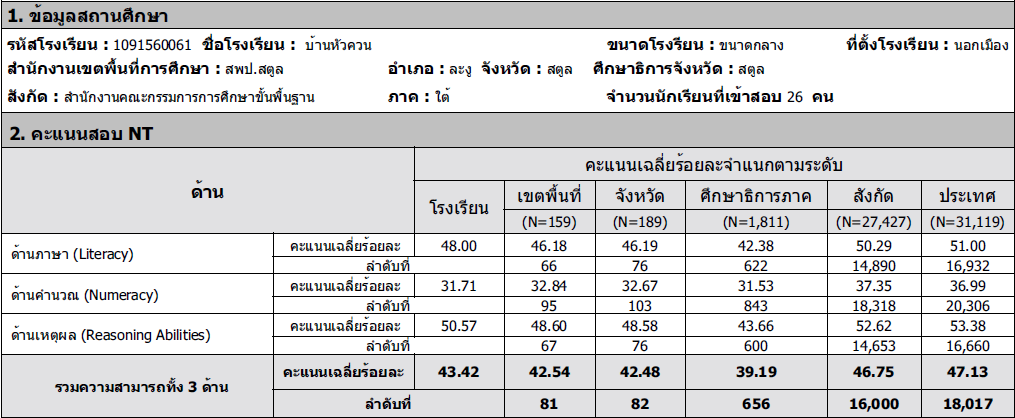 1. ข้อมูลสถานศึกษา
รหัสโรงเรียน : 1091560061 ชื่อโรงเรียน : บ้านหัวควน ขนาดโรงเรียน : ขนาดกลาง ที่ตั้งโรงเรียน : นอกเมือง
สำนักงานเขตพื้นที่การศึกษา : สพป.สตูล อำเภอ : ละงู จังหวัด : สตูล ศึกษาธิการจังหวัด : สตูล
สังกัด : สำนักงานคณะกรรมการการศึกษาขั้นพื้นฐาน ภาค : ใต้ จำนวนนักเรียนที่เข้าสอบ 26 คน
2. คะแนนสอบ NT
ด้าน คะแนนเฉลี่ยร้อยละจำแนกตามระดับ
โรงเรียน เขตพื้นที่ จังหวัด ศึกษาธิการภาค สังกัด ประเทศ
(N=159) (N=189) (N=1,811) (N=27,427) (N=31,119)
ด้านภาษา (Literacy) คะแนนเฉลี่ยร้อยละ 48.00 46.18 46.19 42.38 50.29 51.00
ลำดับที่ 66 76 622 14,890 16,932
ด้านคำนวณ (Numeracy) คะแนนเฉลี่ยร้อยละ 31.71 32.84 32.67 31.53 37.35 36.99
ลำดับที่ 95 103 843 18,318 20,306
ด้านเหตุผล (Reasoning Abilities) คะแนนเฉลี่ยร้อยละ 50.57 48.60 48.58 43.66 52.62 53.38
ลำดับที่ 67 76 600 14,653 16,660
รวมความสามารถทั้ง 3 ด้าน คะแนนเฉลี่ยร้อยละ 43.42 42.54 42.48 39.19 46.75 47.13
ลำดับที่ 81 82 656 16,000 18,017